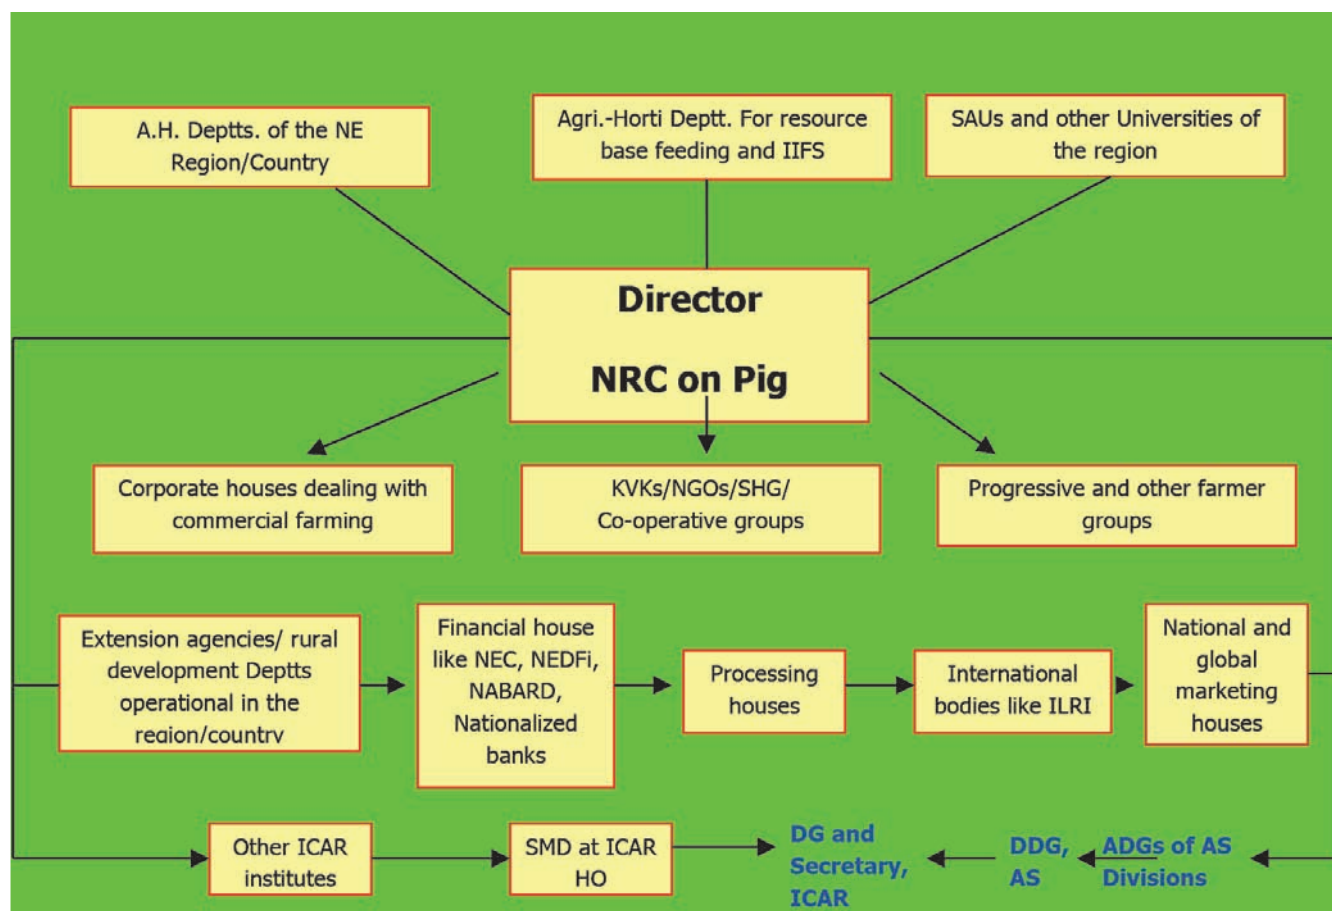 A.H. Deptts. of the NE
Region/Country
Agri.-Horti Deptt. For resource
base feeding and IIFS
SAUs and other Universities of
the region
Director
NRC on Pig
Corporate houses dealing with
commercial farming
KVKs/NGOs/SHG/
Co-operative groups
Progressive and other farmer
groups
Extension agencies/ rural
development Deptts
operational in the
region/country
Financial house
like NEC, NEDFi,
NABARD,
Nationalized
banks
Processing
houses
International
bodies like ILRI
National and
global
marketing
houses
Other ICAR
institutes
SMD at ICAR
HO
DG and
Secretary,
ICAR
DDG,
AS
ADGs of AS
Divisions